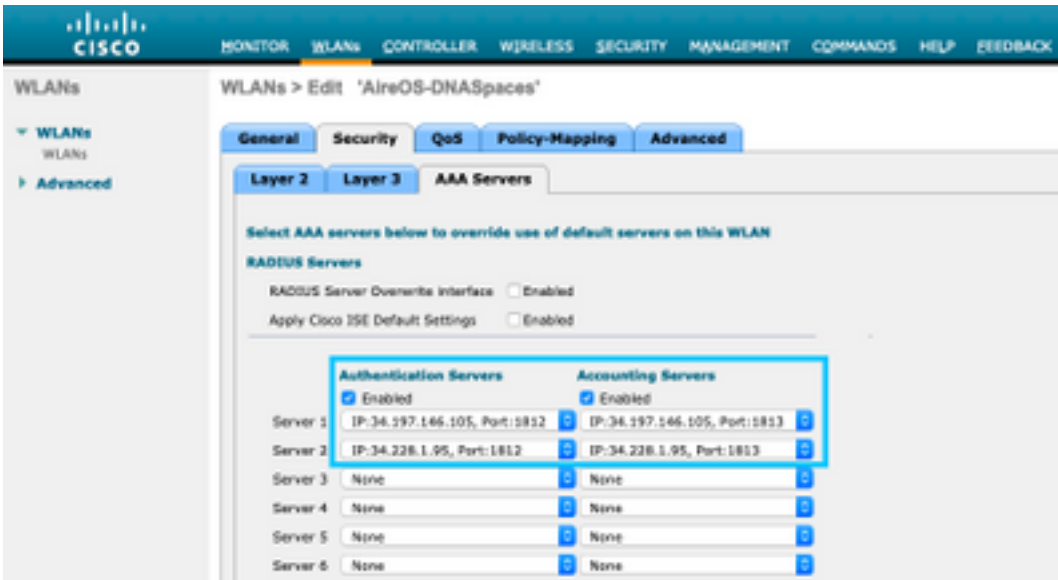 CISCO
MONITOR WLANs CONTROLLER WIRELESS SECURITY MANAGEMENT COMMANDS HELP FEEDBACK
WLANs
WLANs > Edit 'AireOS-DNASpaces'
WLANs
WLANs
Advanced
General Security QoS Policy-Mapping Advanced
Layer 2 Layer 3 AAA Servers
Select AAA servers below to override use of default servers on this WLAN
RADIUS Servers
RADIUS Server Overwrite interface Enabled
Apply Cisco ISE Default Settings Enabled
Authentication Servers Accounting Servers
Enabled Enabled
Server 1 IP:34.197.146.105, Port:1812 IP:34.197.146.105, Port:1813
Server 2 IP:34.228.1.95, Port:1812 IP:34.228.1.95, Port:1813
Server 3 None None
Server 4 None None
Server 5 None None
Server 6 None None